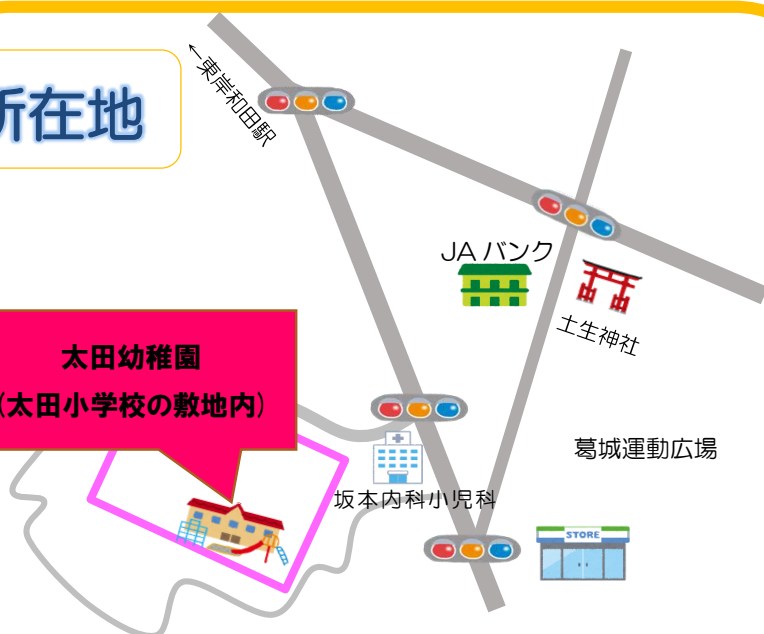 所在地
←東岸和田駅
JAバンク
土生神社
太田幼稚園
(太田小学校の敷地内)
葛城運動広場
坂本内科小児科
STORE